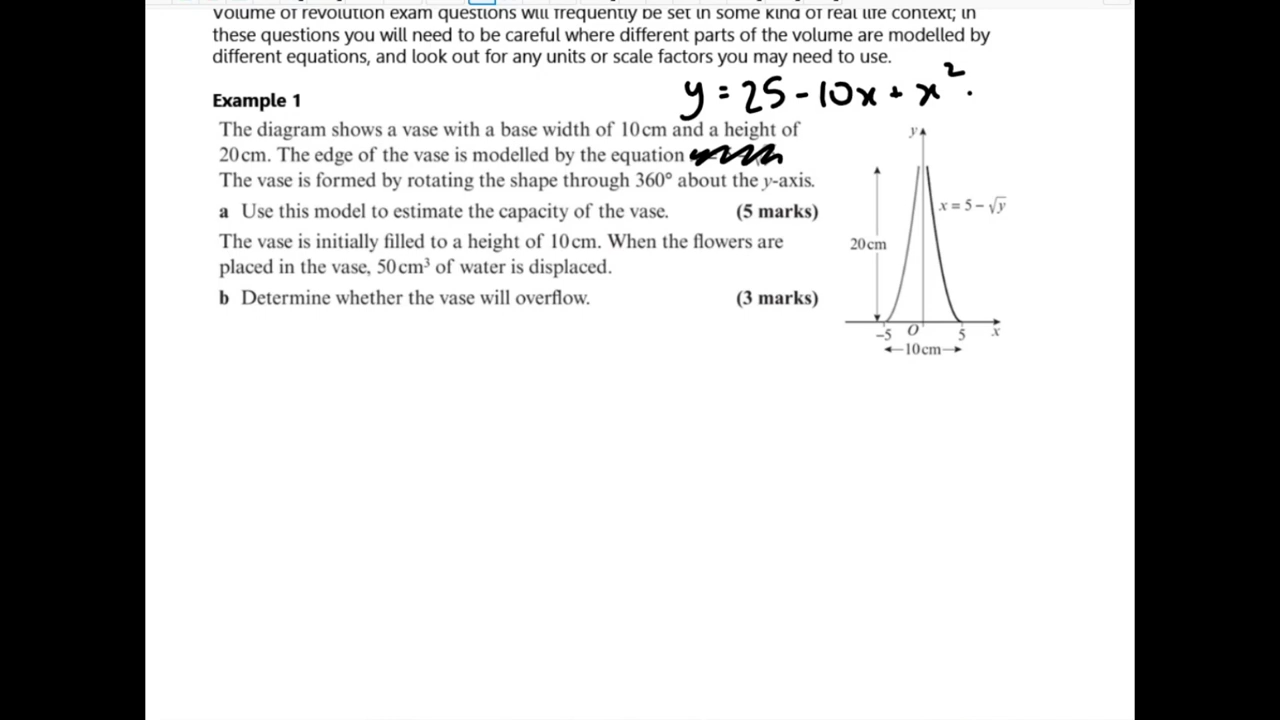 Volume of revolution exam questions will frequently be set in some kind of real life context; in
these questions you will need to be careful where different parts of the volume are modelled by
different equations, and look out for any units or scale factors you may need to use.
y = 25 - 10x + x².
Example 1
The diagram shows a vase with a base width of 10 cm and a height of
20 cm. The edge of the vase is modelled by the equation
The vase is formed by rotating the shape through 360° about the y-axis.
a Use this model to estimate the capacity of the vase. (5 marks)
The vase is initially filled to a height of 10 cm. When the flowers are
placed in the vase, 50 cm³ of water is displaced.
b Determine whether the vase will overflow. (3 marks)
y
x = 5 − √y
20 cm
−5 O 5 x
10 cm